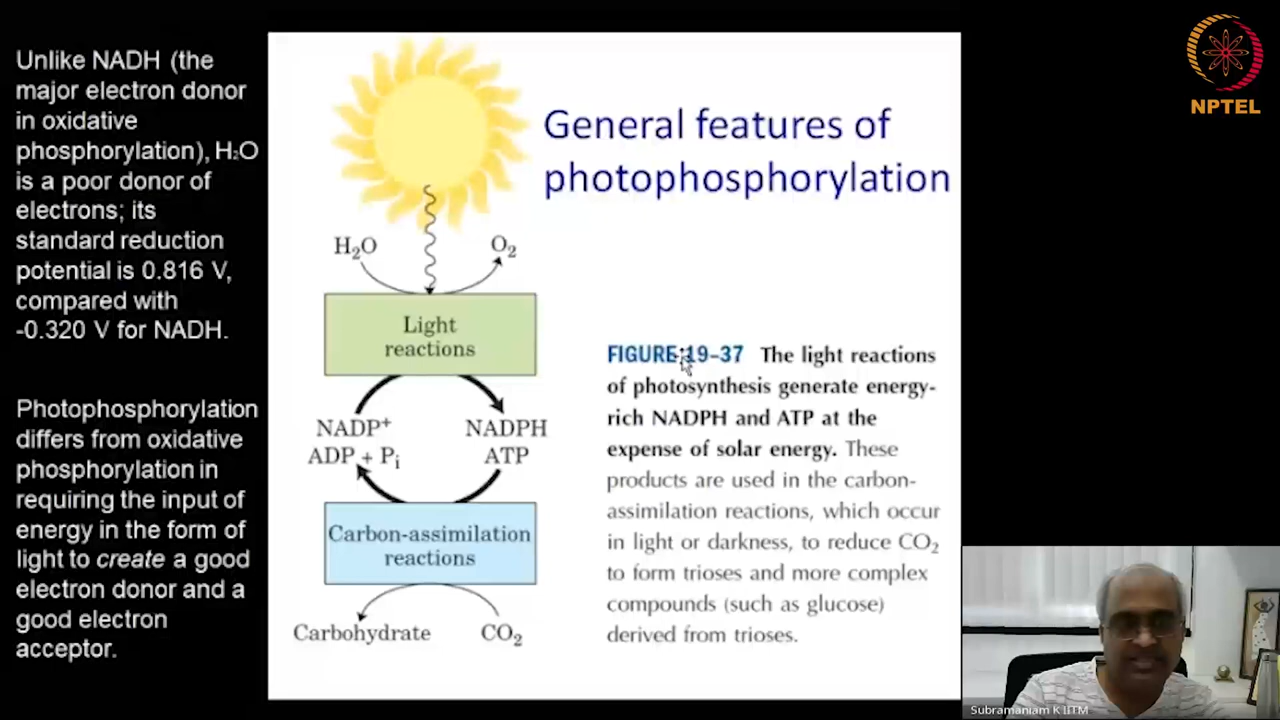 Unlike NADH (the
major electron donor
in oxidative
phosphorylation), H₂O
is a poor donor of
electrons; its
standard reduction
potential is 0.816 V,
compared with
-0.320 V for NADH.
Photophosphorylation
differs from oxidative
phosphorylation in
requiring the input of
energy in the form of
light to create a good
electron donor and a
good electron
acceptor.
General features of
photophosphorylation
H₂O
O₂
Light
reactions
NADP⁺
ADP + Pᵢ
NADPH
ATP
Carbon-assimilation
reactions
Carbohydrate
CO₂
FIGURE 19–37 The light reactions
of photosynthesis generate energy-
rich NADPH and ATP at the
expense of solar energy. These
products are used in the carbon-
assimilation reactions, which occur
in light or darkness, to reduce CO₂
to form trioses and more complex
compounds (such as glucose)
derived from trioses.
NPTEL
Subramaniam K IITM